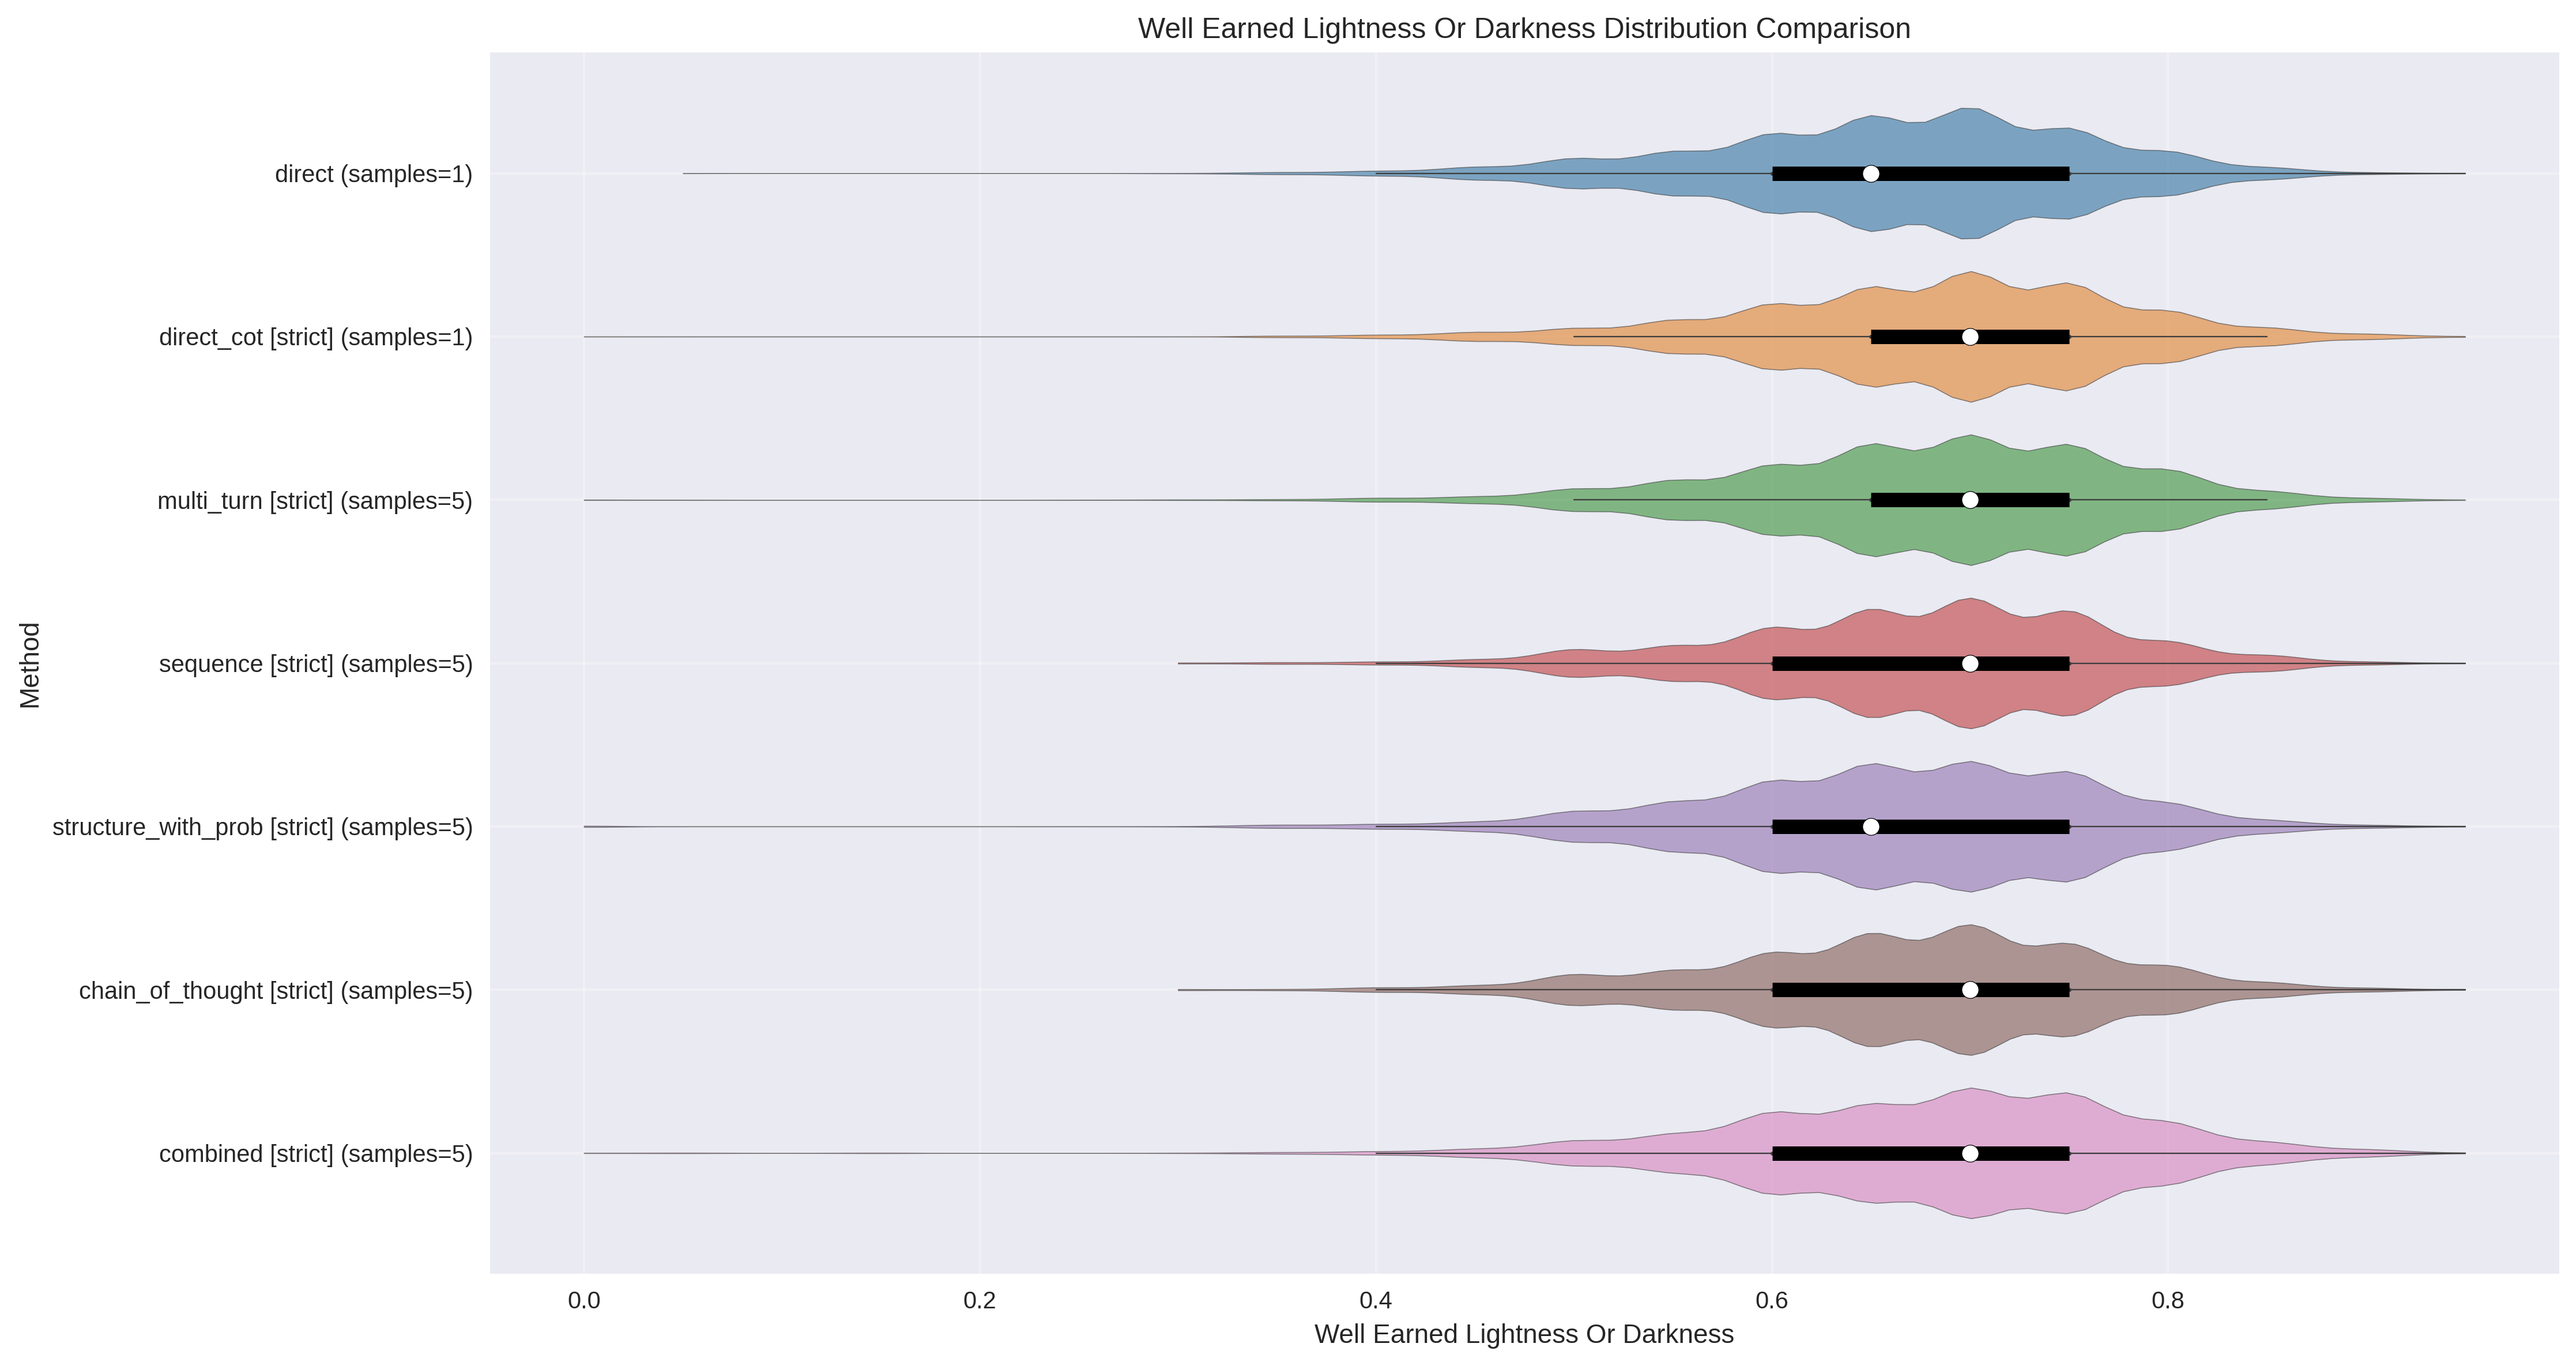 Well Earned Lightness Or Darkness Distribution Comparison
Method
direct (samples=1)
direct_cot [strict] (samples=1)
multi_turn [strict] (samples=5)
sequence [strict] (samples=5)
structure_with_prob [strict] (samples=5)
chain_of_thought [strict] (samples=5)
combined [strict] (samples=5)
0.0 0.2 0.4 0.6 0.8
Well Earned Lightness Or Darkness